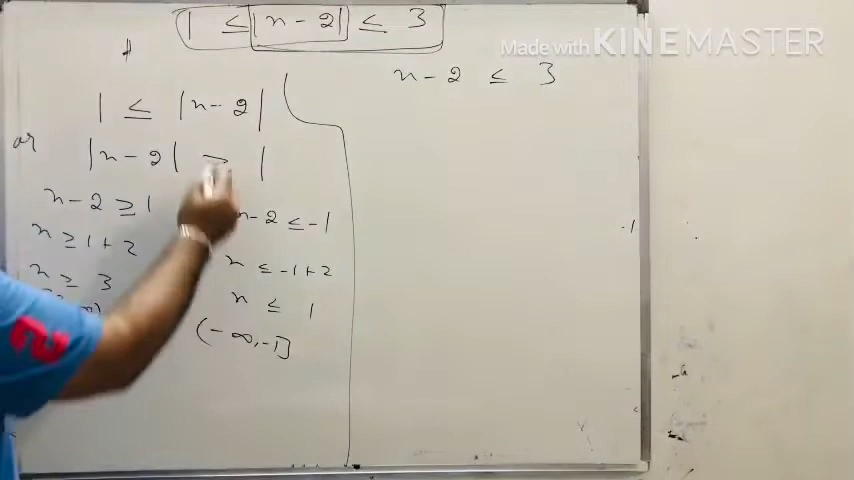 1 ≤ |x - 2| ≤ 3
Made with KINEMASTER
1 ≤ |x - 2|
or
|x - 2| ≥ 1
x - 2 ≥ 1
x ≥ 1 + 2
x ≥ 3
x - 2 ≤ -1
x ≤ -1 + 2
x ≤ 1
(-∞, -1]
x - 2 ≤ 3
2